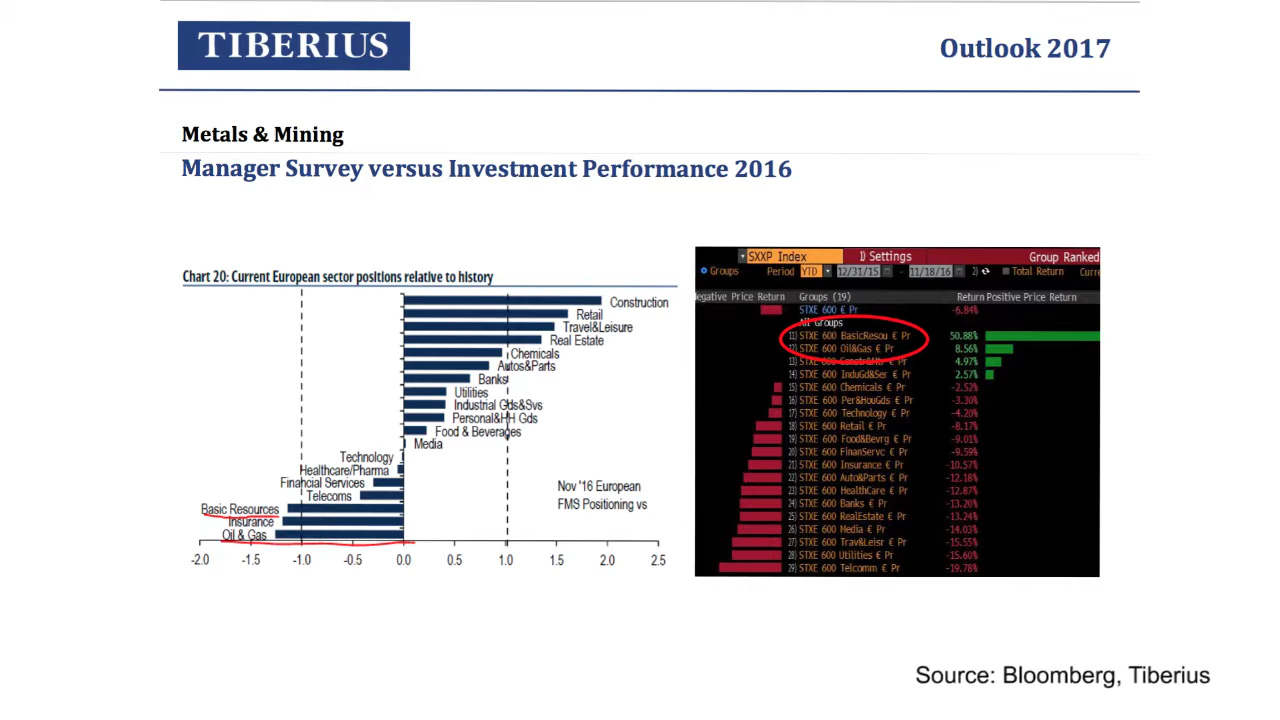 TIBERIUS
Outlook 2017
Metals & Mining
Manager Survey versus Investment Performance 2016
Chart 20: Current European sector positions relative to history
Construction
Retail
Travel&Leisure
Real Estate
Chemicals
Autos&Parts
Banks
Utilities
Industrial Gds&Svs
Personal&HH Gds
Food & Beverages
Media
Technology
Healthcare/Pharma
Financial Services
Telecoms
Basic Resources
Insurance
Oil & Gas
Nov '16 European
FMS Positioning vs
-2.0 -1.5 -1.0 -0.5 0.0 0.5 1.0 1.5 2.0 2.5
SXXP Index 1) Settings Group Ranked
Groups Period YTD 12/31/15 - 11/18/16 2) Total Return Curre
egative Price Return Groups (19) Return Positive Price Return
STXE 600 € Pr -6.84%
All Groups
11) STXE 600 BasicResou € Pr 50.88%
12) STXE 600 Oil&Gas € Pr 8.56%
13) STXE 600 Constr&Mt € Pr 4.97%
14) STXE 600 InduGd&Ser € Pr 2.57%
15) STXE 600 Chemicals € Pr -2.52%
16) STXE 600 Per&HouGds € Pr -3.30%
17) STXE 600 Technology € Pr -4.20%
18) STXE 600 Retail € Pr -8.17%
19) STXE 600 Food&Bevrg € Pr -9.01%
20) STXE 600 FinanServc € Pr -9.59%
21) STXE 600 Insurance € Pr -10.57%
22) STXE 600 Auto&Parts € Pr -12.18%
23) STXE 600 HealthCare € Pr -12.87%
24) STXE 600 Banks € Pr -13.20%
25) STXE 600 RealEstate € Pr -13.24%
26) STXE 600 Media € Pr -14.03%
27) STXE 600 Trav&Leisr € Pr -15.55%
28) STXE 600 Utilities € Pr -15.60%
29) STXE 600 Telcomm € Pr -19.78%
Source: Bloomberg, Tiberius